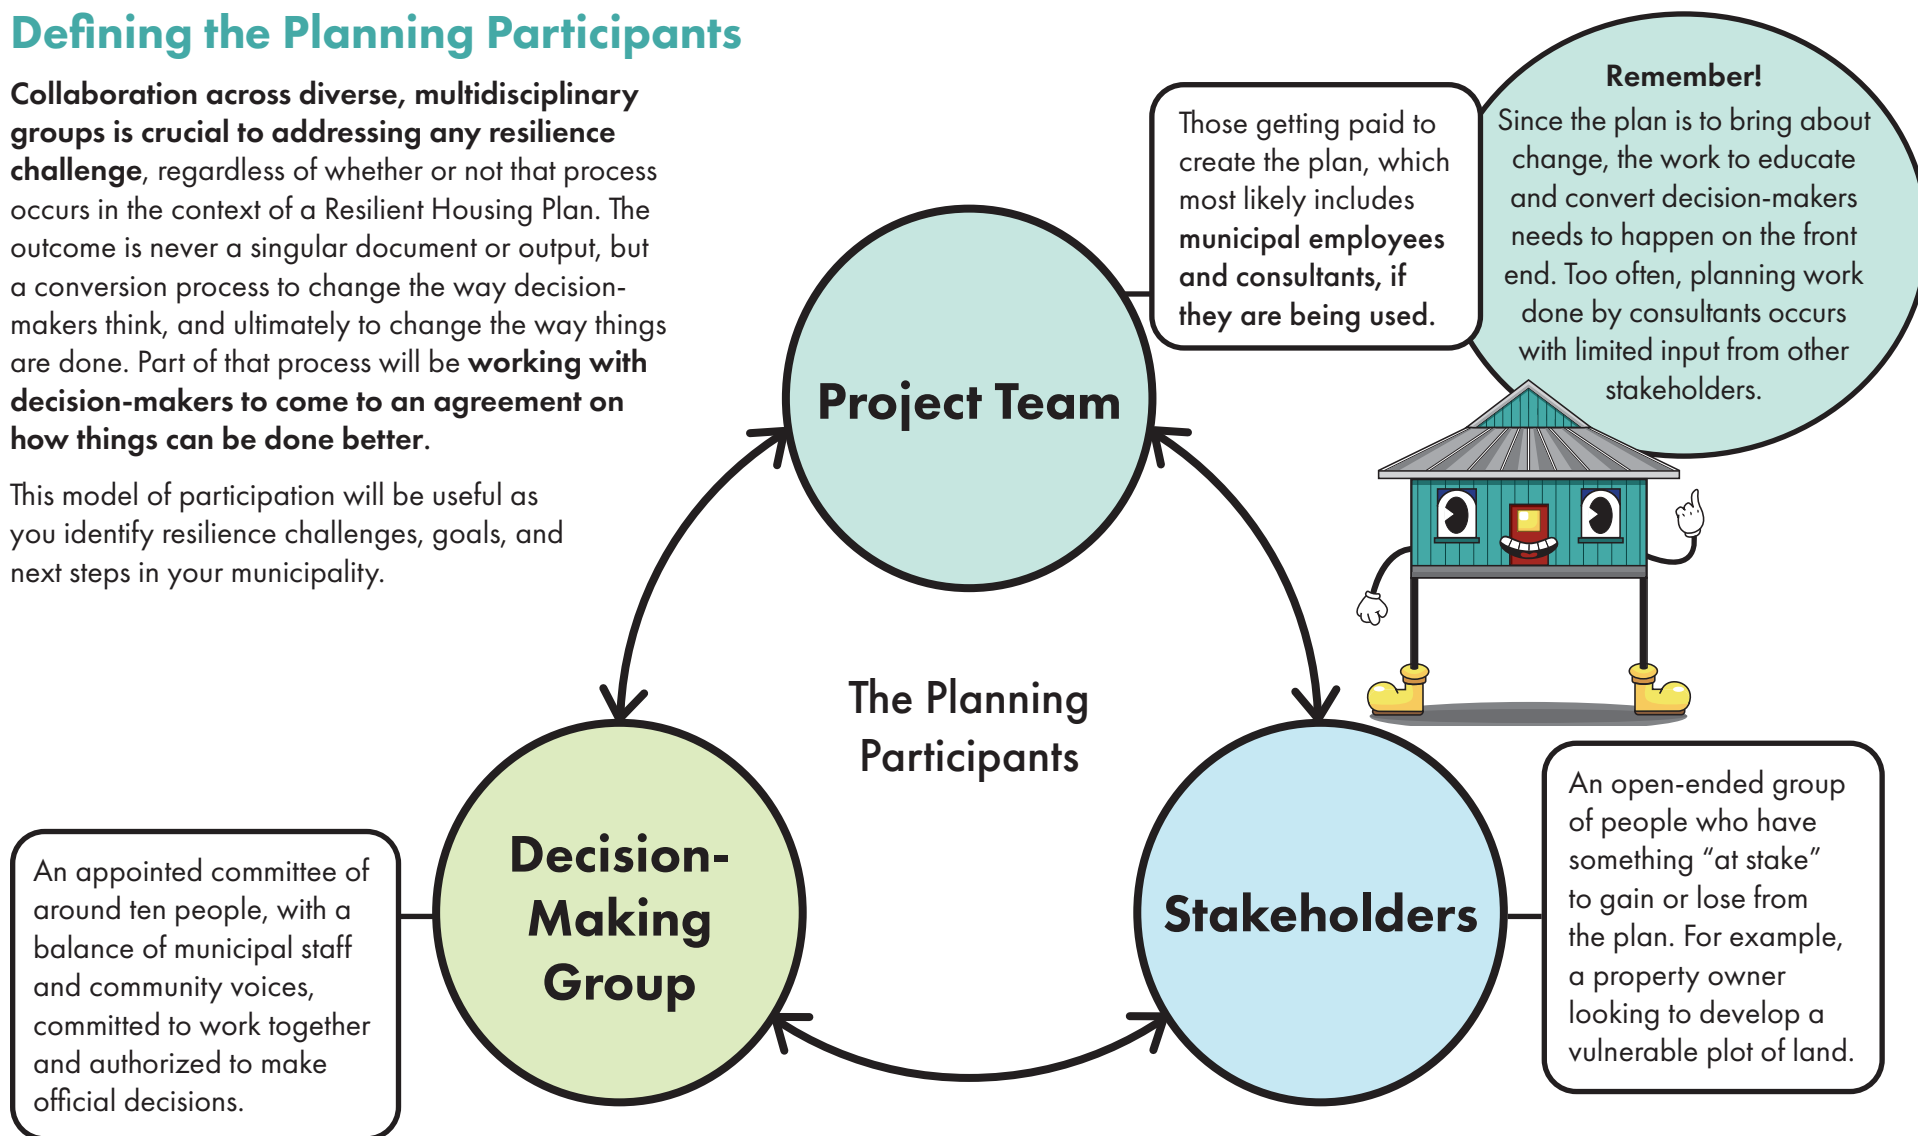 Defining the Planning Participants
Collaboration across diverse, multidisciplinary
groups is crucial to addressing any resilience
challenge, regardless of whether or not that process
occurs in the context of a Resilient Housing Plan. The
outcome is never a singular document or output, but
a conversion process to change the way decision-
makers think, and ultimately to change the way things
are done. Part of that process will be working with
decision-makers to come to an agreement on
how things can be done better.
This model of participation will be useful as
you identify resilience challenges, goals, and
next steps in your municipality.
Those getting paid to
create the plan, which
most likely includes
municipal employees
and consultants, if
they are being used.
Remember!
Since the plan is to bring about
change, the work to educate
and convert decision-makers
needs to happen on the front
end. Too often, planning work
done by consultants occurs
with limited input from other
stakeholders.
Project Team
The Planning
Participants
Decision-
Making
Group
Stakeholders
An appointed committee of
around ten people, with a
balance of municipal staff
and community voices,
committed to work together
and authorized to make
official decisions.
An open-ended group
of people who have
something “at stake”
to gain or lose from
the plan. For example,
a property owner
looking to develop a
vulnerable plot of land.